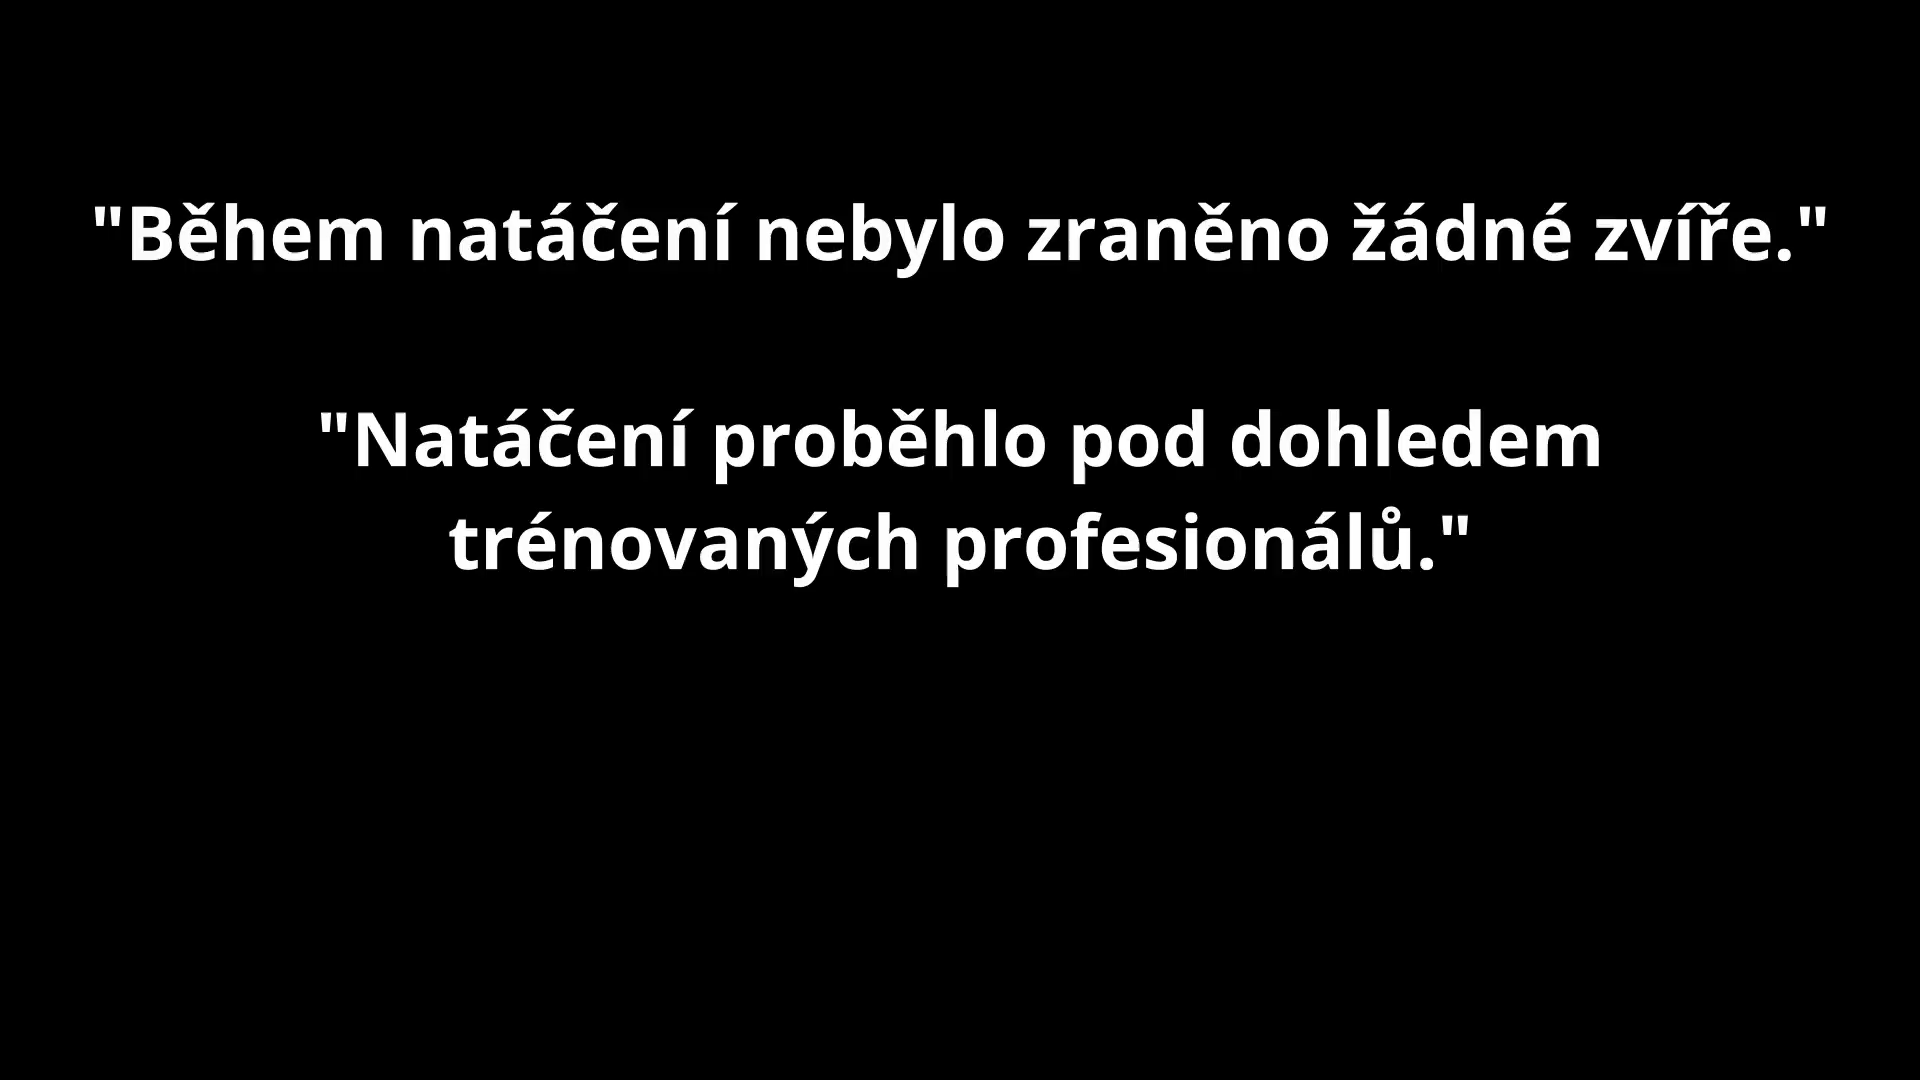 "Během natáčení nebylo zraněno žádné zvíře."
"Natáčení proběhlo pod dohledem
trénovaných profesionálů."